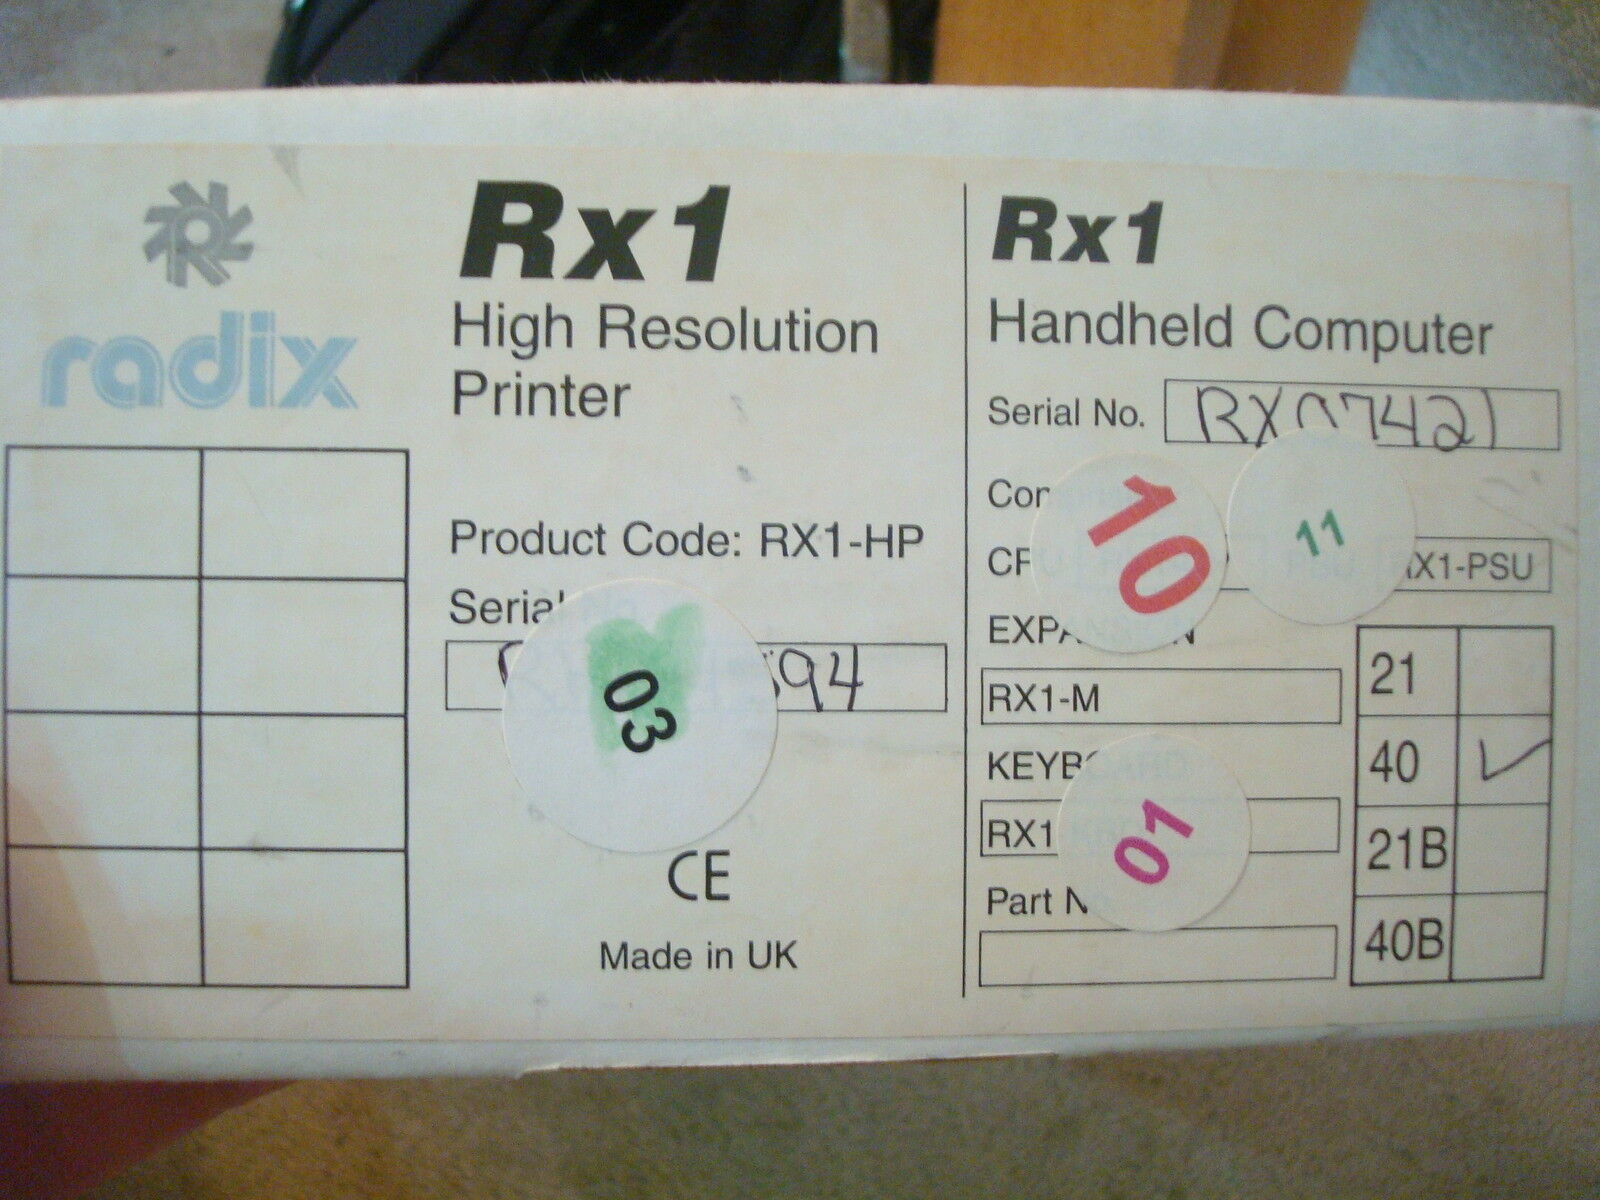 radix
Rx1
High Resolution
Printer
Product Code: RX1-HP
03
CE
Made in UK
Rx1
Handheld Computer
Serial No. RX07421
10
11
RX1-PSU
RX1-M
RX1
01
Part
21
40
21B
40B